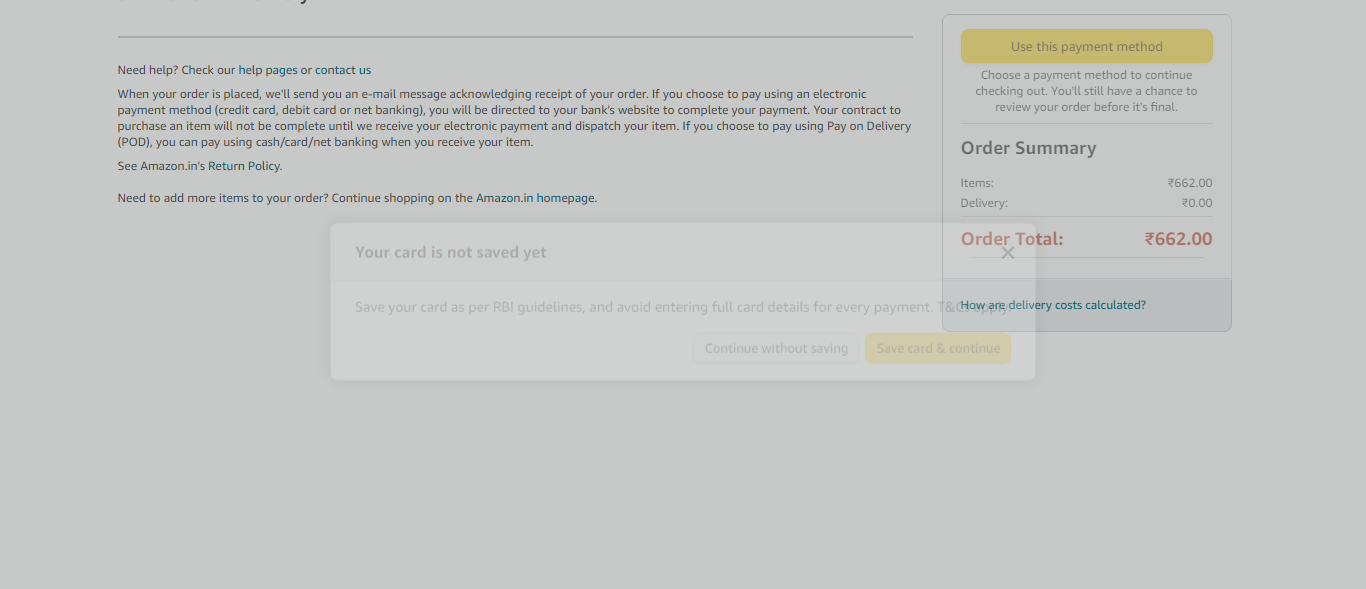 Use this payment method
Choose a payment method to continue
checking out. You'll still have a chance to
review your order before it's final.
Need help? Check our help pages or contact us
When your order is placed, we'll send you an e-mail message acknowledging receipt of your order. If you choose to pay using an electronic
payment method (credit card, debit card or net banking), you will be directed to your bank's website to complete your payment. Your contract to
purchase an item will not be complete until we receive your electronic payment and dispatch your item. If you choose to pay using Pay on Delivery
(POD), you can pay using cash/card/net banking when you receive your item.
See Amazon.in's Return Policy.
Need to add more items to your order? Continue shopping on the Amazon.in homepage.
Order Summary
Items: ₹662.00
Delivery: ₹0.00
Order Total: ₹662.00
How are delivery costs calculated?
Your card is not saved yet
Save your card as per RBI guidelines, and avoid entering full card details for every payment. T&Cs apply.
Continue without saving
Save card & continue